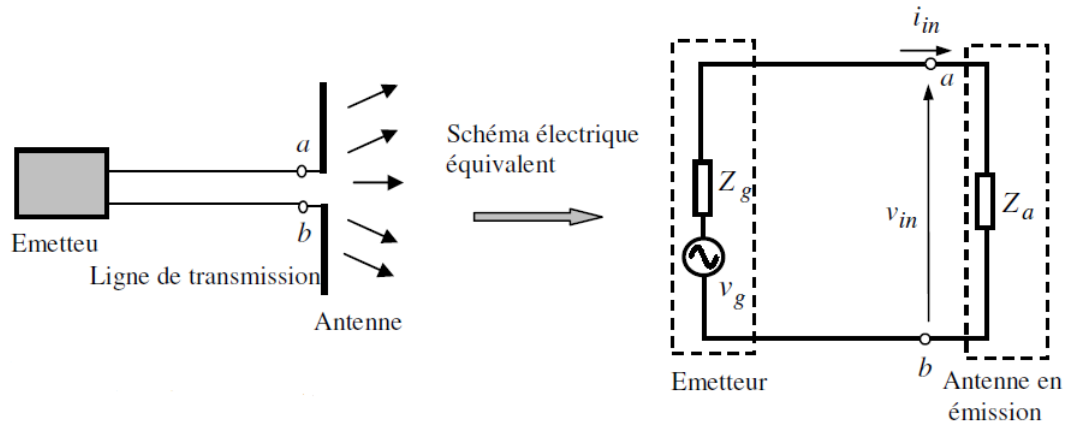 a
b
Emetteu
Ligne de transmission
Antenne
Schéma électrique
équivalent
i_in
a
Z_g
v_in
Z_a
v_g
b
Emetteur
Antenne en
émission